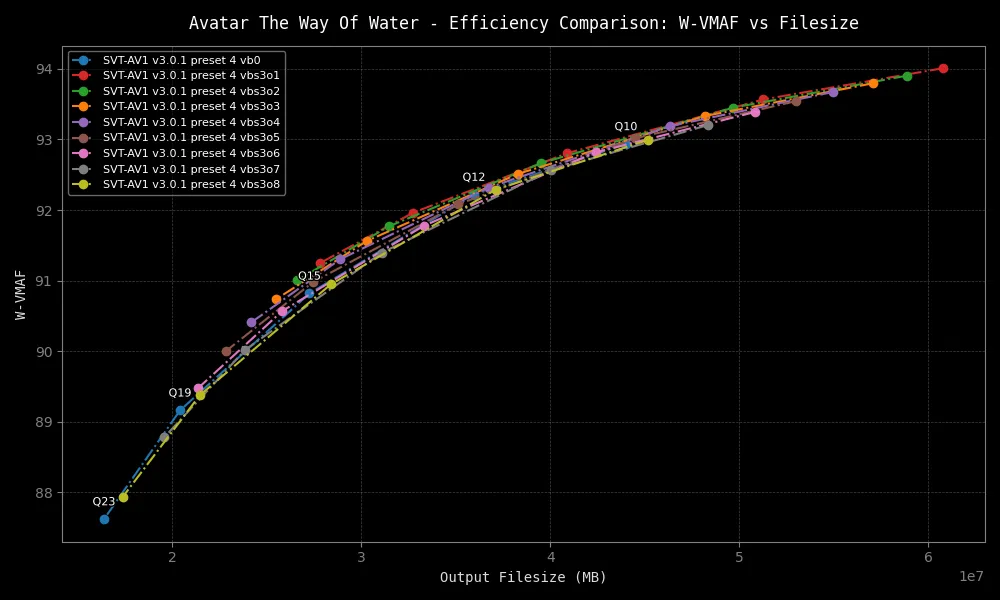 Avatar The Way Of Water - Efficiency Comparison: W-VMAF vs Filesize
SVT-AV1 v3.0.1 preset 4 vb0
SVT-AV1 v3.0.1 preset 4 vbs3o1
SVT-AV1 v3.0.1 preset 4 vbs3o2
SVT-AV1 v3.0.1 preset 4 vbs3o3
SVT-AV1 v3.0.1 preset 4 vbs3o4
SVT-AV1 v3.0.1 preset 4 vbs3o5
SVT-AV1 v3.0.1 preset 4 vbs3o6
SVT-AV1 v3.0.1 preset 4 vbs3o7
SVT-AV1 v3.0.1 preset 4 vbs3o8
94
93
92
91
90
89
88
W-VMAF
Q10
Q12
Q15
Q19
Q23
2
3
4
5
6
1e7
Output Filesize (MB)